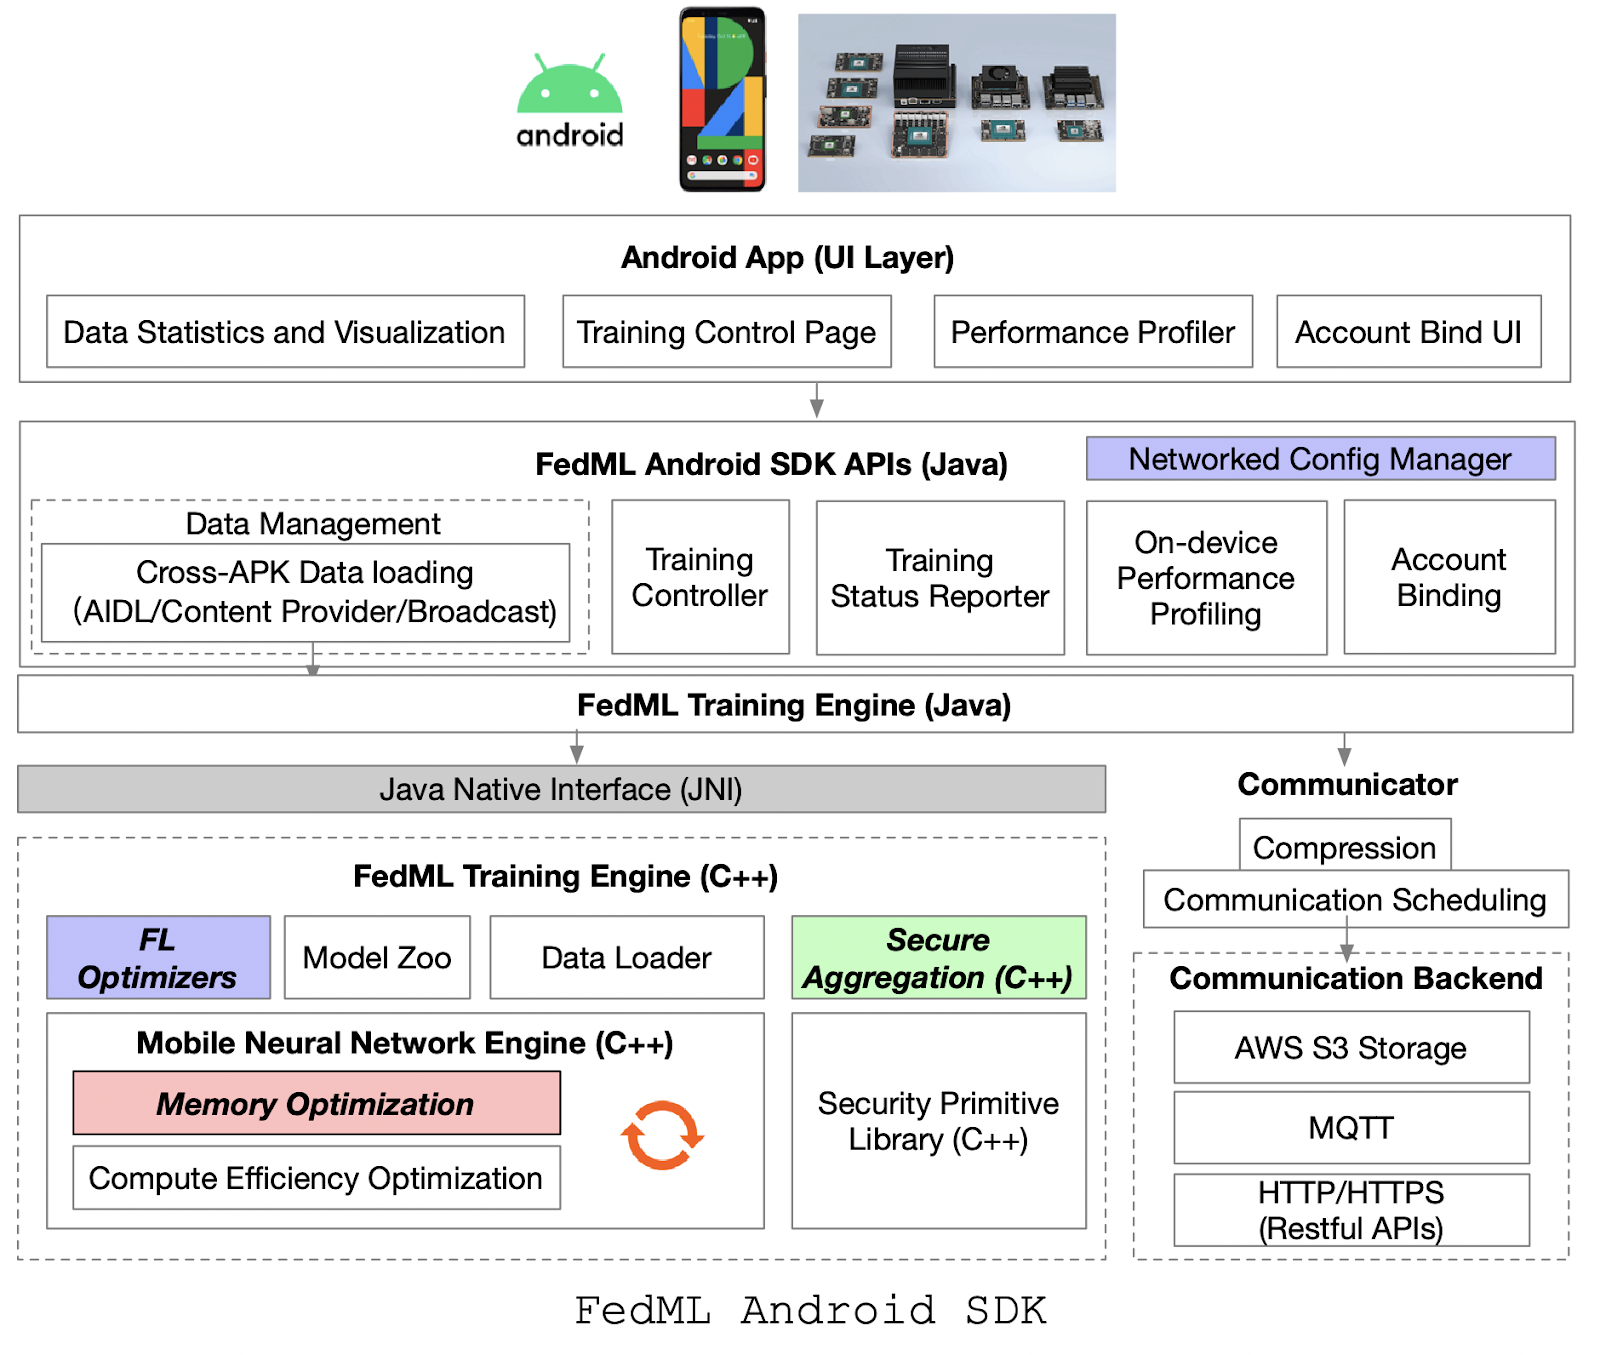 android
Android App (UI Layer)
Data Statistics and Visualization
Training Control Page
Performance Profiler
Account Bind UI
FedML Android SDK APIs (Java)
Networked Config Manager
Data Management
Cross-APK Data loading
(AIDL/Content Provider/Broadcast)
Training
Controller
Training
Status Reporter
On-device
Performance
Profiling
Account
Binding
FedML Training Engine (Java)
Java Native Interface (JNI)
Communicator
Compression
Communication Scheduling
FedML Training Engine (C++)
FL
Optimizers
Model Zoo
Data Loader
Secure
Aggregation (C++)
Mobile Neural Network Engine (C++)
Memory Optimization
Compute Efficiency Optimization
Security Primitive
Library (C++)
Communication Backend
AWS S3 Storage
MQTT
HTTP/HTTPS
(Restful APIs)
FedML Android SDK